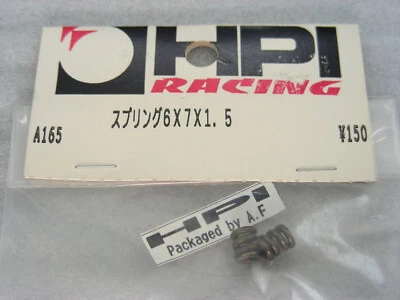 HPI
RACING
スプリング6X7X1.5
A165
¥150
HPI
Packaged by A.F